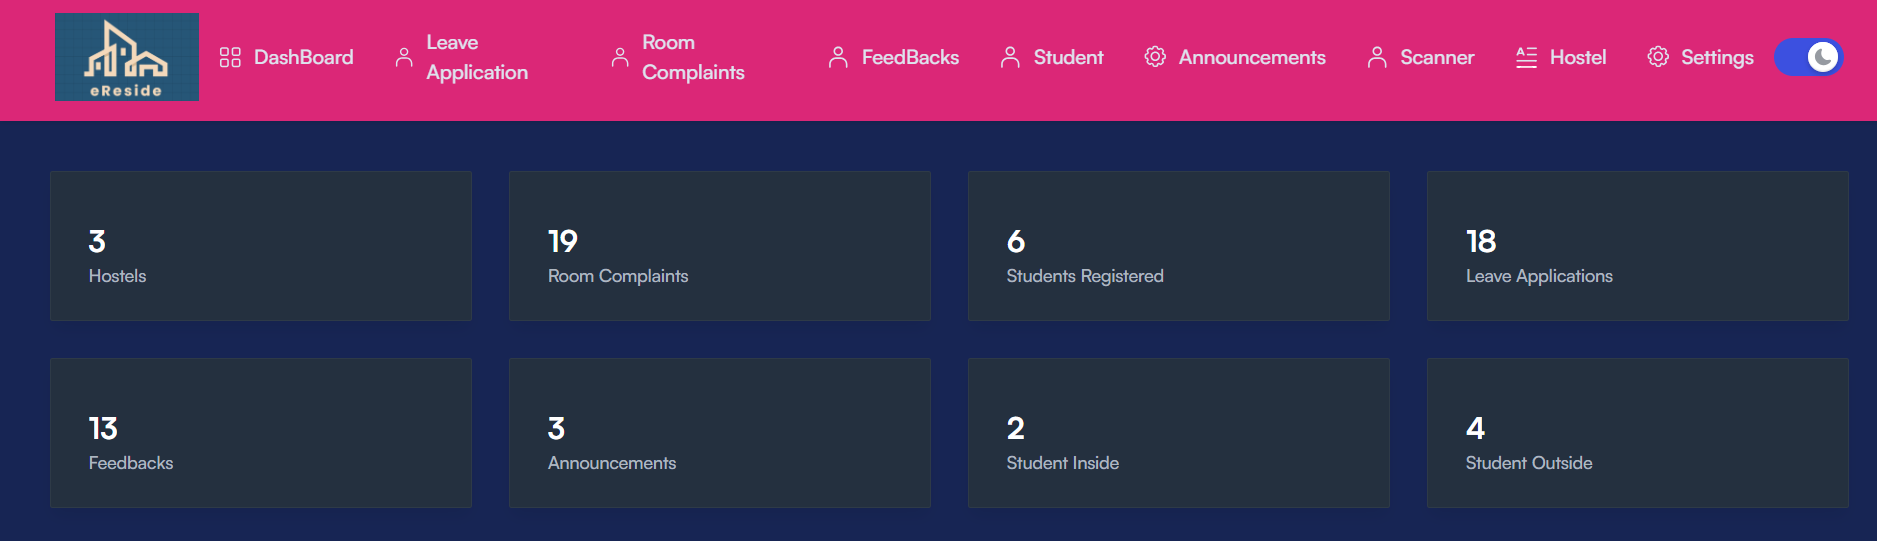 eReside
DashBoard
Leave
Application
Room
Complaints
FeedBacks
Student
Announcements
Scanner
Hostel
Settings
3
Hostels
19
Room Complaints
6
Students Registered
18
Leave Applications
13
Feedbacks
3
Announcements
2
Student Inside
4
Student Outside